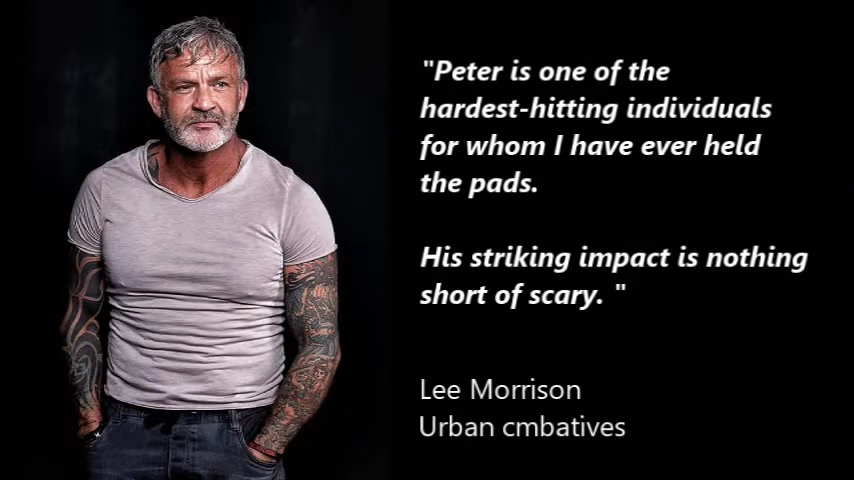 "Peter is one of the
hardest-hitting individuals
for whom I have ever held
the pads.
His striking impact is nothing
short of scary. "
Lee Morrison
Urban cmbatives